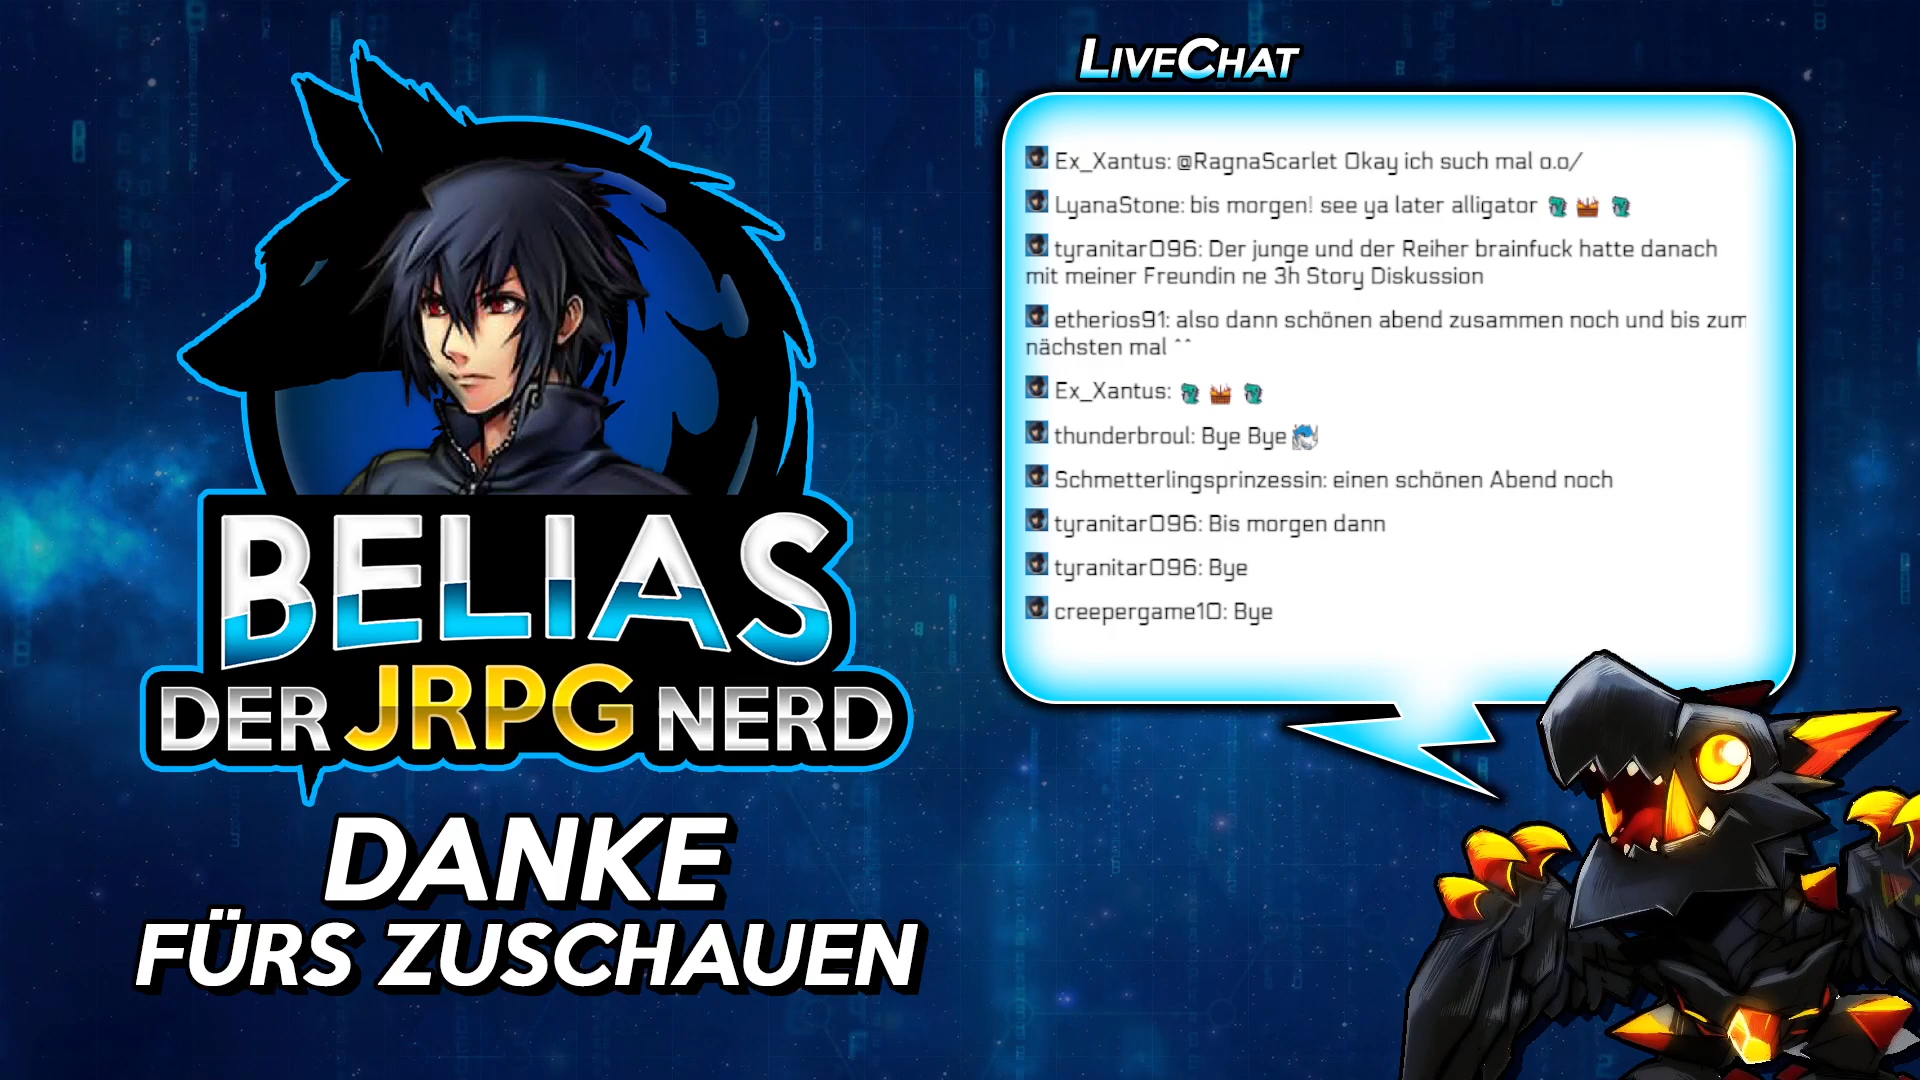 BELIAS
DER JRPG NERD
DANKE
FÜRS ZUSCHAUEN
LIVECHAT
Ex_Xantus: @RagnaScarlet Okay ich such mal o.o/
LyanaStone: bis morgen! see ya later alligator
tyranitar096: Der junge und der Reiher brainfuck hatte danach
mit meiner Freundin ne 3h Story Diskussion
etherios91: also dann schönen abend zusammen noch und bis zum
nächsten mal ^^
Ex_Xantus:
thunderbroul: Bye Bye
Schmetterlingsprinzessin: einen schönen Abend noch
tyranitar096: Bis morgen dann
tyranitar096: Bye
creepergame10: Bye